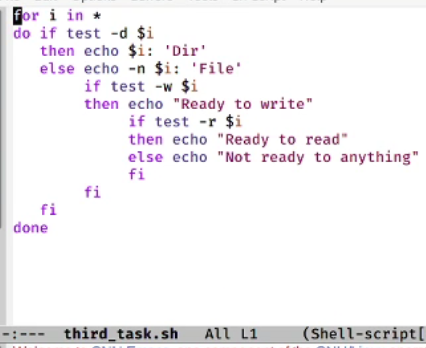 for i in *
do if test -d $i
   then echo $i: 'Dir'
   else echo -n $i: 'File'
        if test -w $i
        then echo "Ready to write"
             if test -r $i
             then echo "Ready to read"
             else echo "Not ready to anything"
             fi
        fi
   fi
done
-:---  third_task.sh   All L1     (Shell-script[